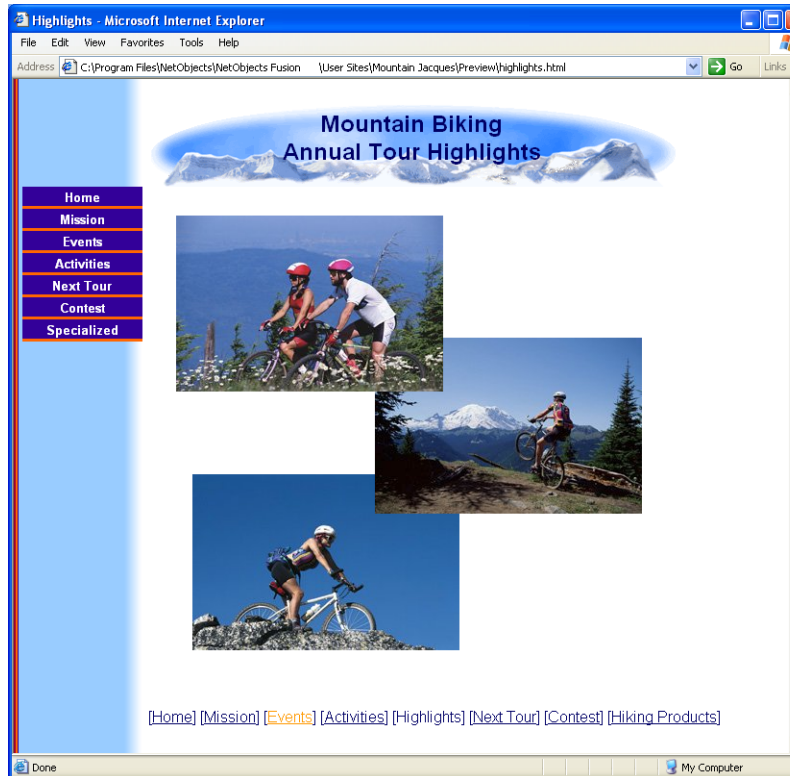 Highlights - Microsoft Internet Explorer
File Edit View Favorites Tools Help
Address C:\Program Files\NetObjects\NetObjects Fusion \User Sites\Mountain Jacques\Preview\highlights.html Go Links
Mountain Biking
Annual Tour Highlights
Home
Mission
Events
Activities
Next Tour
Contest
Specialized
[Home] [Mission] [Events] [Activities] [Highlights] [Next Tour] [Contest] [Hiking Products]
Done My Computer